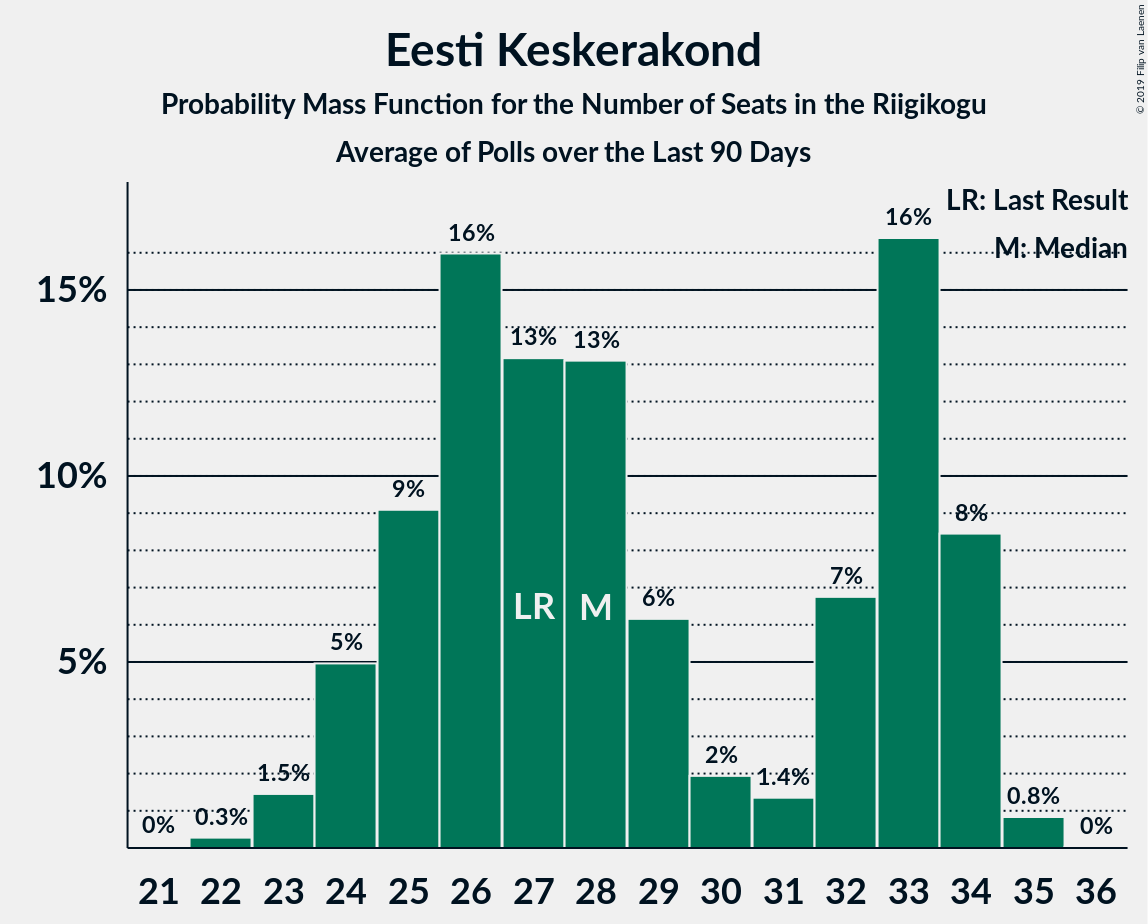 Eesti Keskerakond
Probability Mass Function for the Number of Seats in the Riigikogu
Average of Polls over the Last 90 Days
© 2019 Filip van Laenen
LR: Last Result
M: Median
15%
10%
5%
0%
0.3%
1.5%
5%
9%
16%
13%
13%
6%
2%
1.4%
7%
16%
8%
0.8%
0%
LR
M
21 22 23 24 25 26 27 28 29 30 31 32 33 34 35 36